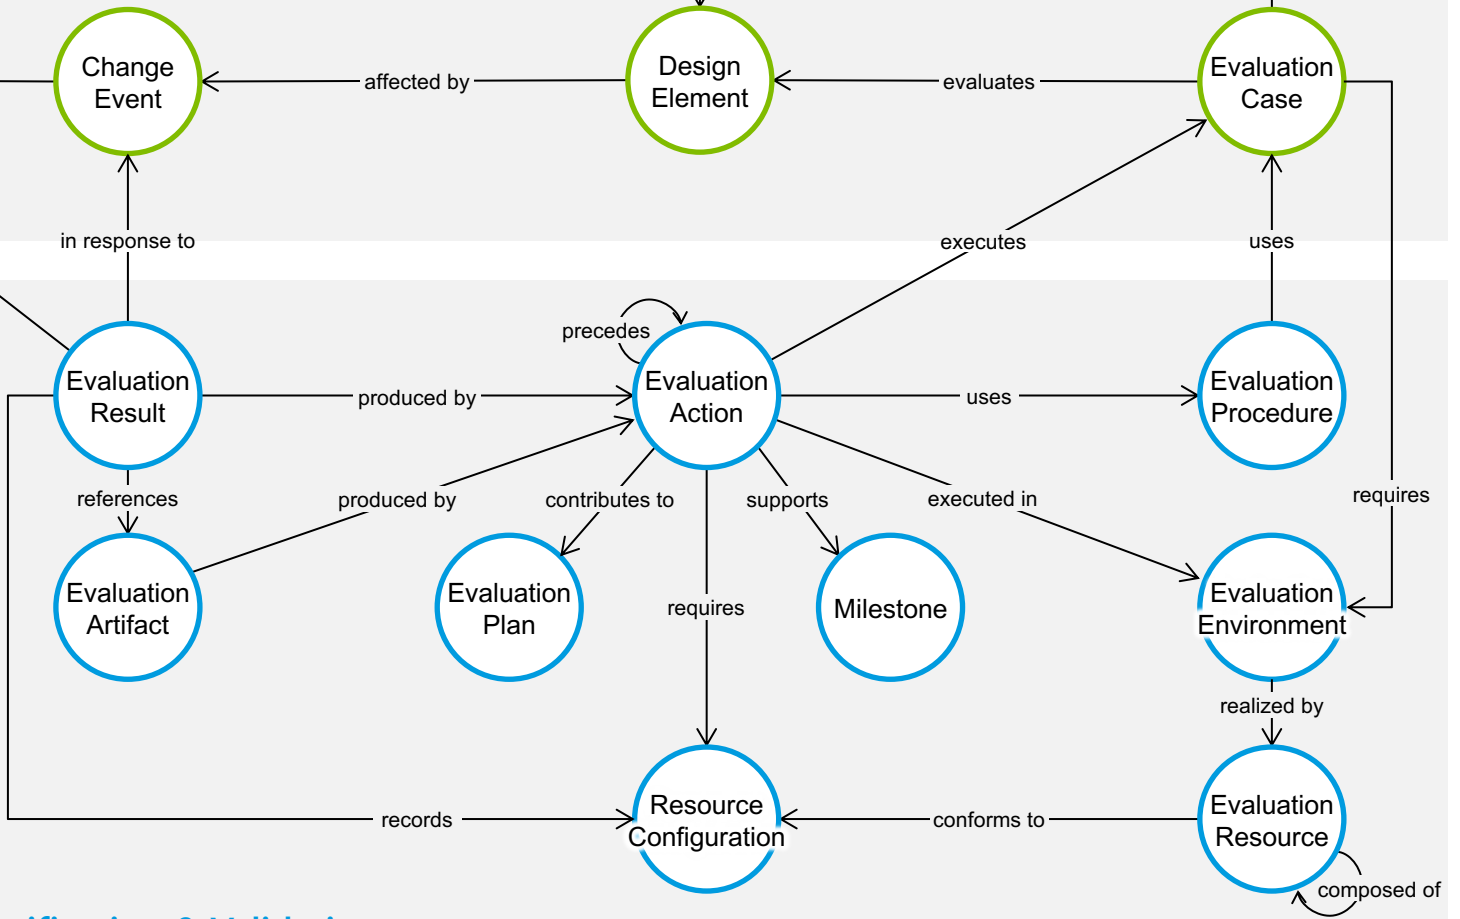 Change
Event
affected by
Design
Element
evaluates
Evaluation
Case
in response to
executes
uses
precedes
Evaluation
Result
produced by
Evaluation
Action
uses
Evaluation
Procedure
references
produced by
contributes to
supports
executed in
requires
Evaluation
Artifact
Evaluation
Plan
requires
Milestone
Evaluation
Environment
realized by
records
Resource
Configuration
conforms to
Evaluation
Resource
composed of